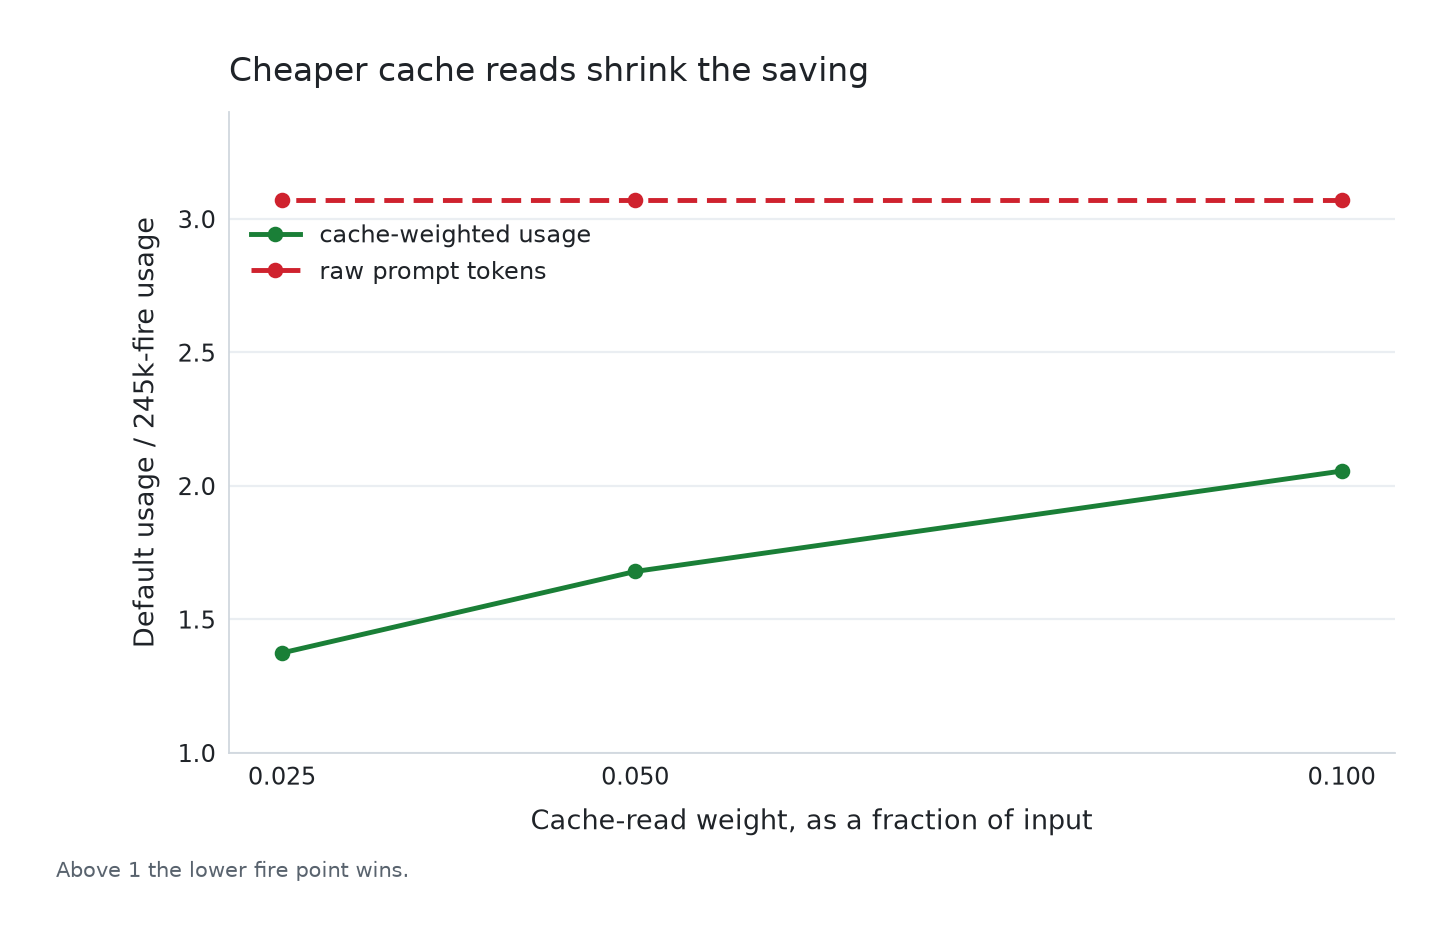 Cheaper cache reads shrink the saving
Default usage / 245k-fire usage
3.0
2.5
2.0
1.5
1.0
cache-weighted usage
raw prompt tokens
0.025 0.050 0.100
Cache-read weight, as a fraction of input
Above 1 the lower fire point wins.